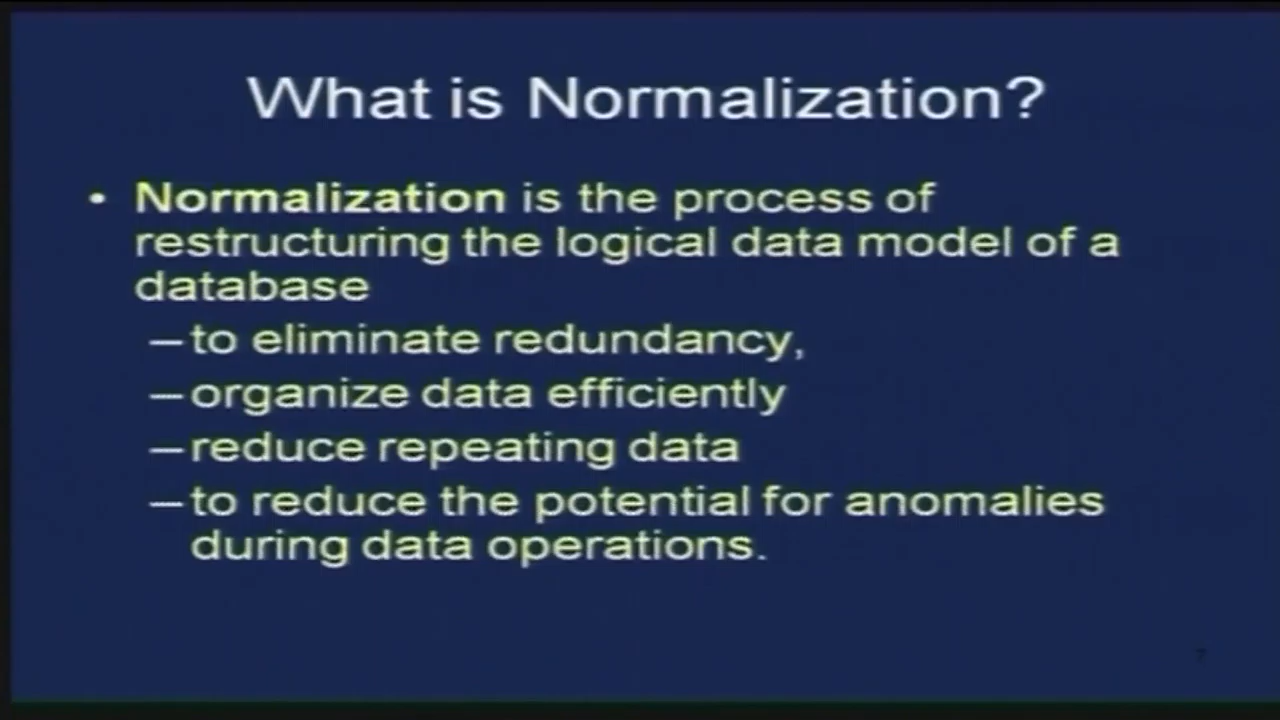 What is Normalization?
• Normalization is the process of
restructuring the logical data model of a
database
– to eliminate redundancy,
– organize data efficiently
– reduce repeating data
– to reduce the potential for anomalies
during data operations.
7